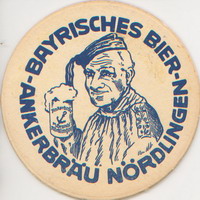 -BAYRISCHES BIER-
ANKERBRÄU NÖRDLINGEN